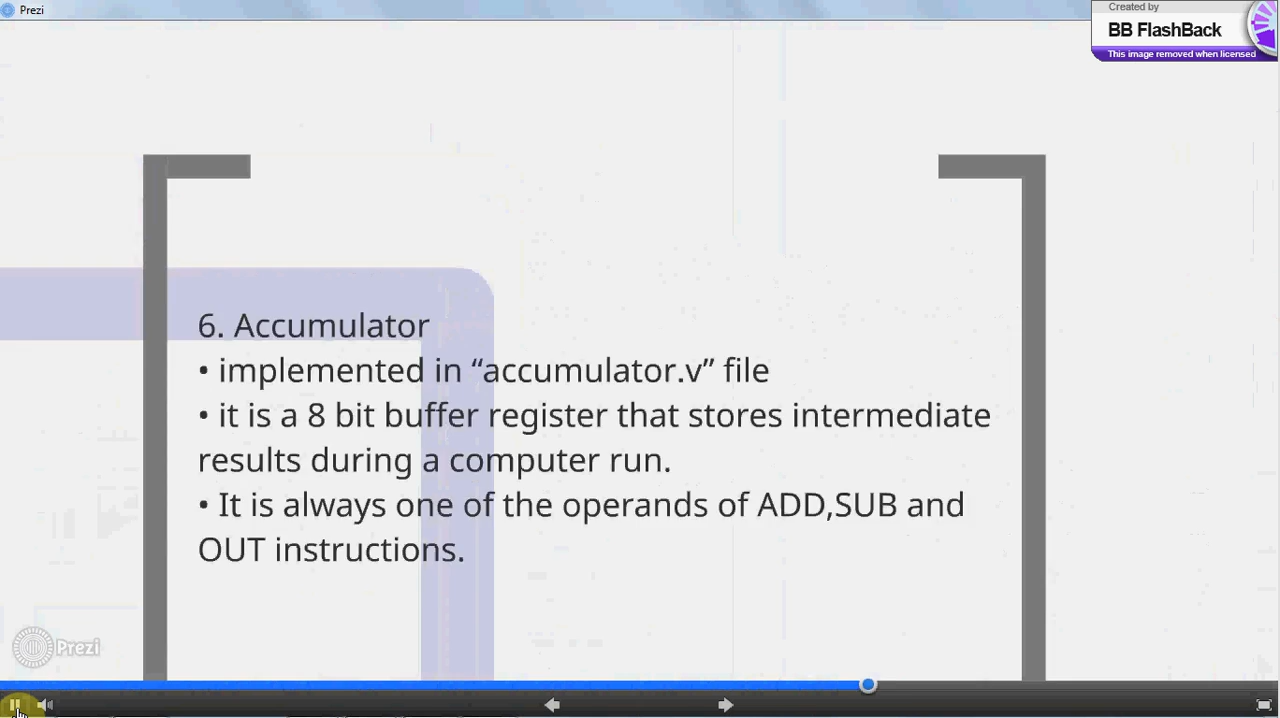 Prezi
Created by
BB FlashBack
This image removed when licensed
6. Accumulator
• implemented in “accumulator.v” file
• it is a 8 bit buffer register that stores intermediate
results during a computer run.
• It is always one of the operands of ADD,SUB and
OUT instructions.
Prezi